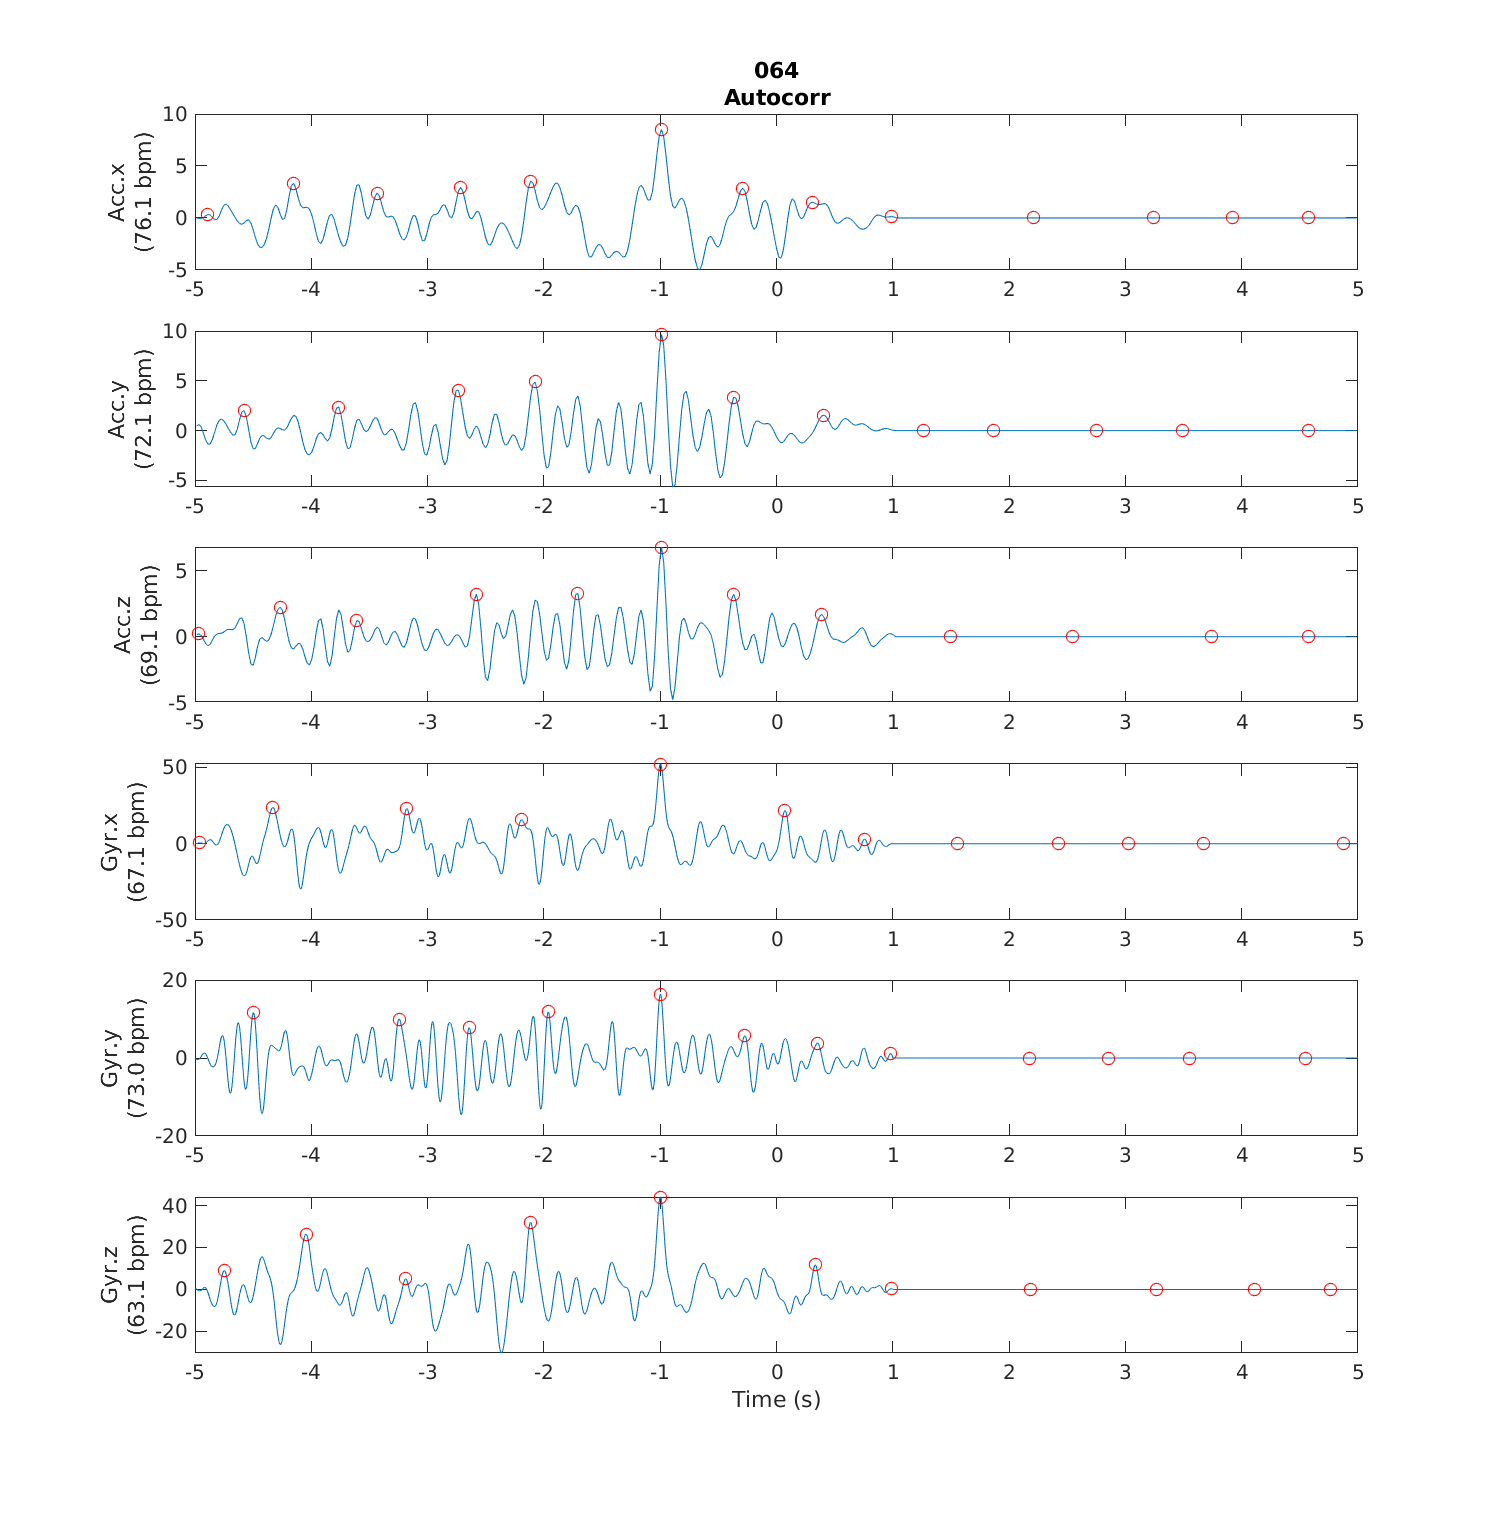 064
Autocorr
Acc.x
(76.1 bpm)
10
5
0
-5
-5 -4 -3 -2 -1 0 1 2 3 4 5
Acc.y
(72.1 bpm)
10
5
0
-5
-5 -4 -3 -2 -1 0 1 2 3 4 5
Acc.z
(69.1 bpm)
5
0
-5
-5 -4 -3 -2 -1 0 1 2 3 4 5
Gyr.x
(67.1 bpm)
50
0
-50
-5 -4 -3 -2 -1 0 1 2 3 4 5
Gyr.y
(73.0 bpm)
20
0
-20
-5 -4 -3 -2 -1 0 1 2 3 4 5
Gyr.z
(63.1 bpm)
40
20
0
-20
-5 -4 -3 -2 -1 0 1 2 3 4 5
Time (s)